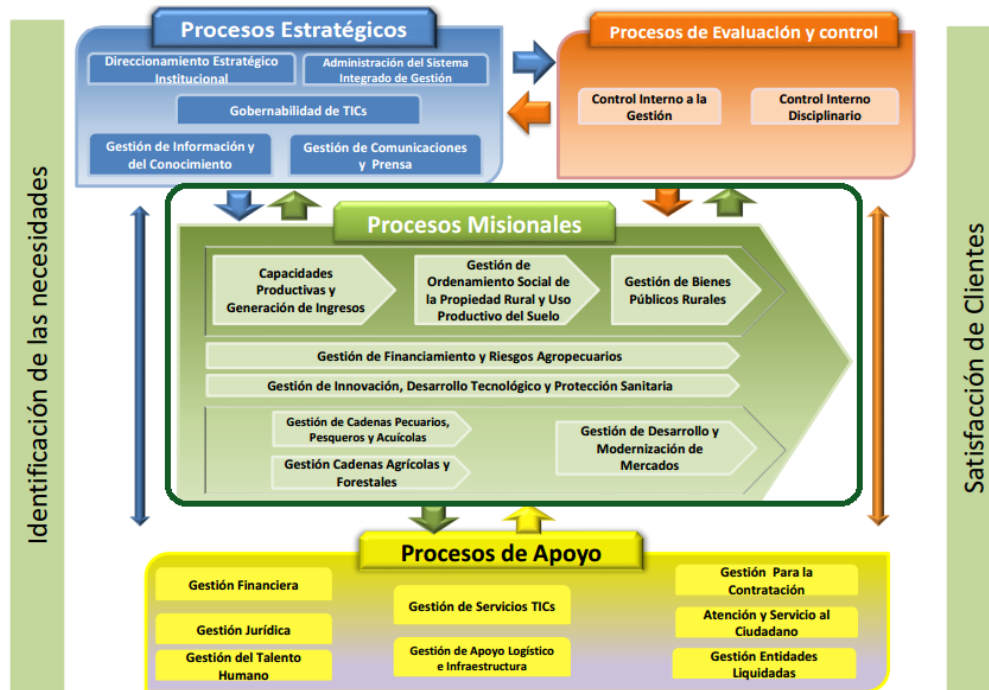 Identificación de las necesidades
Procesos Estratégicos
Direccionamiento Estratégico
Institucional
Administración del Sistema
Integrado de Gestión
Gobernabilidad de TICs
Gestión de Información y
del Conocimiento
Gestión de Comunicaciones
y Prensa
Procesos de Evaluación y control
Control Interno a la
Gestión
Control Interno
Disciplinario
Procesos Misionales
Capacidades
Productivas y
Generación de Ingresos
Gestión de
Ordenamiento Social de
la Propiedad Rural y Uso
Productivo del Suelo
Gestión de Bienes
Públicos Rurales
Gestión de Financiamiento y Riesgos Agropecuarios
Gestión de Innovación, Desarrollo Tecnológico y Protección Sanitaria
Gestión de Cadenas Pecuarios,
Pesqueros y Acuícolas
Gestión Cadenas Agrícolas y
Forestales
Gestión de Desarrollo y
Modernización de
Mercados
Procesos de Apoyo
Gestión Financiera
Gestión Jurídica
Gestión del Talento
Humano
Gestión de Servicios TICs
Gestión de Apoyo Logístico
e Infraestructura
Gestión Para la
Contratación
Atención y Servicio al
Ciudadano
Gestión Entidades
Liquidadas
Satisfacción de Clientes